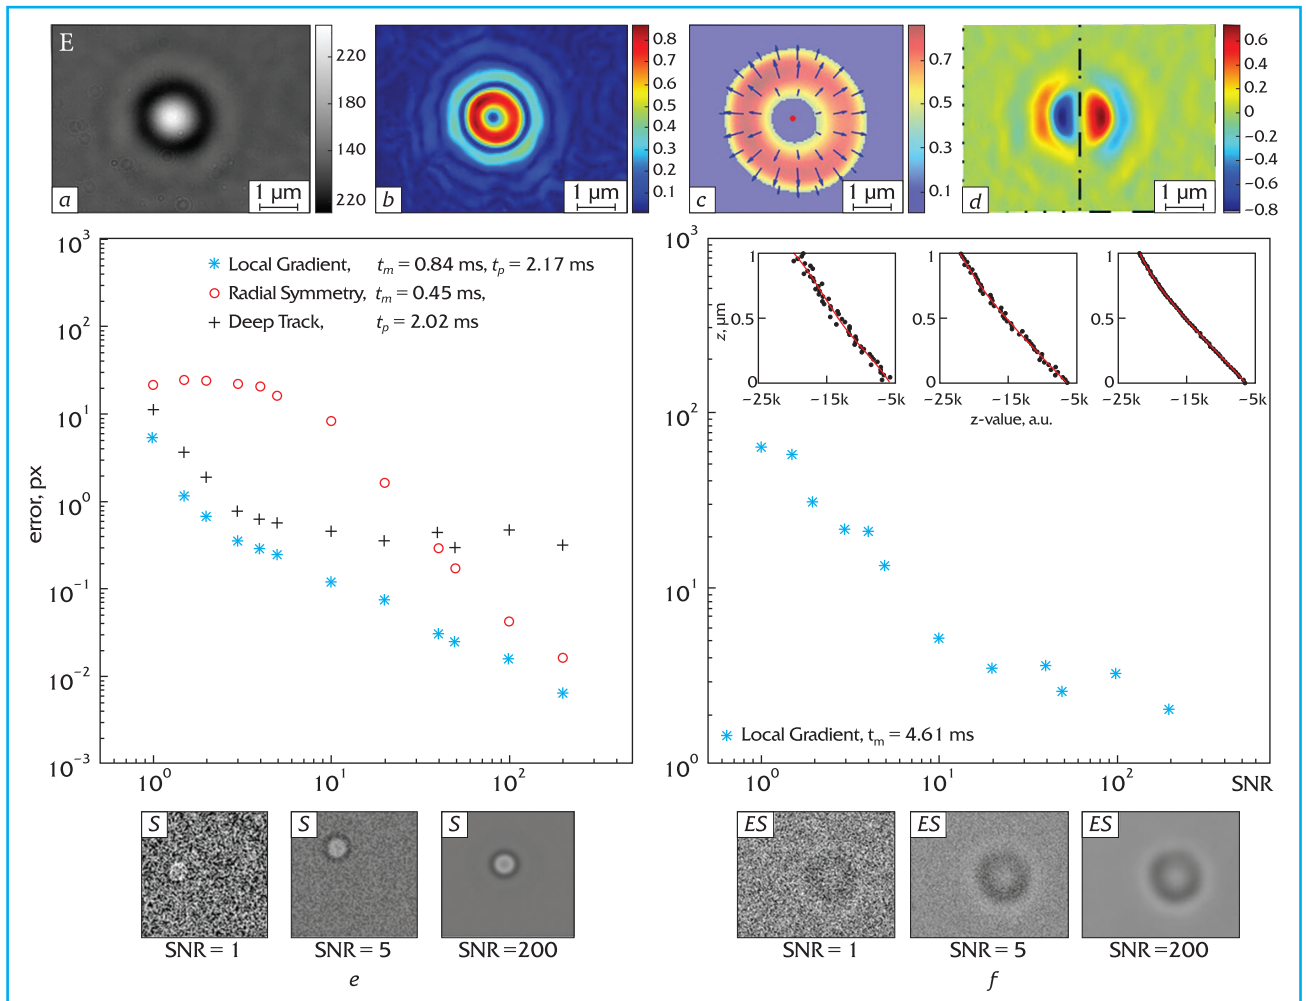 E
220
180
140
220
a
1 µm
0.8
0.7
0.6
0.5
0.4
0.3
0.2
0.1
b
1 µm
0.7
0.5
0.3
0.1
c
1 µm
0.6
0.4
0.2
0
−0.2
−0.4
−0.6
−0.8
d
1 µm
error, px
10³
10²
10¹
10⁰
10⁻¹
10⁻²
10⁻³
Local Gradient, tₘ = 0.84 ms, tₚ = 2.17 ms
Radial Symmetry, tₘ = 0.45 ms,
Deep Track, tₚ = 2.02 ms
10⁰ 10¹ 10²
S
S
S
SNR = 1
SNR = 5
SNR =200
e
10³
10²
10¹
10⁰
z, µm
1
0.5
0
−25k −15k −5k
1
0.5
0
−25k −15k −5k
1
0.5
0
−25k −15k −5k
z-value, a.u.
Local Gradient, tₘ = 4.61 ms
10⁰ 10¹ 10² SNR
ES
ES
ES
SNR = 1
SNR = 5
SNR = 200
f